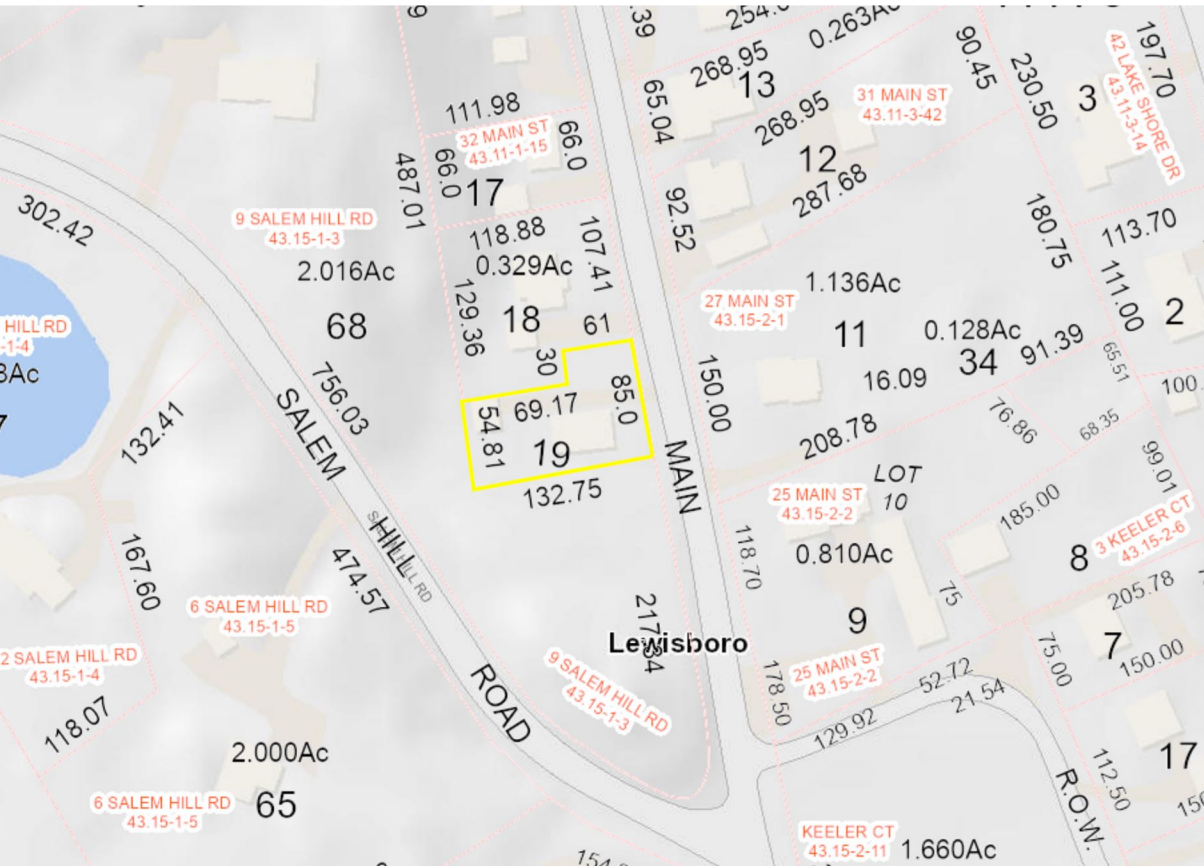 111.98
32 MAIN ST
43.11-1-15
66.0
66.0
17
487.01
302.42
9 SALEM HILL RD
43.15-1-3
2.016Ac
68
756.03
118.88
107.41
0.329Ac
129.36
18
61
30
85.0
69.17
54.81
19
132.75
HILL RD
132.41
SALEM
HILL
ROAD
MAIN
167.60
474.57
6 SALEM HILL RD
43.15-1-5
2 SALEM HILL RD
43.15-1-4
118.07
2.000Ac
65
6 SALEM HILL RD
43.15-1-5
Lewisboro
9 SALEM HILL RD
43.15-1-3
65.04
268.95
13
0.263Ac
268.95
31 MAIN ST
43.11-3-42
12
287.68
92.52
90.45
230.50
3
42 LAKE SHORE DR
43.11-3-14
197.70
180.75
113.70
111.00
2
27 MAIN ST
43.15-2-1
1.136Ac
11
0.128Ac
34
91.39
16.09
150.00
208.78
65.51
76.86
68.35
100.
99.01
LOT
10
25 MAIN ST
43.15-2-2
0.810Ac
9
118.70
75
185.00
8
3 KEELER CT
43.15-2-6
205.78
7
75.00
150.00
25 MAIN ST
43.15-2-2
178.50
52.72
21.54
129.92
17
112.50
R.O.W.
KEELER CT
43.15-2-11
1.660Ac